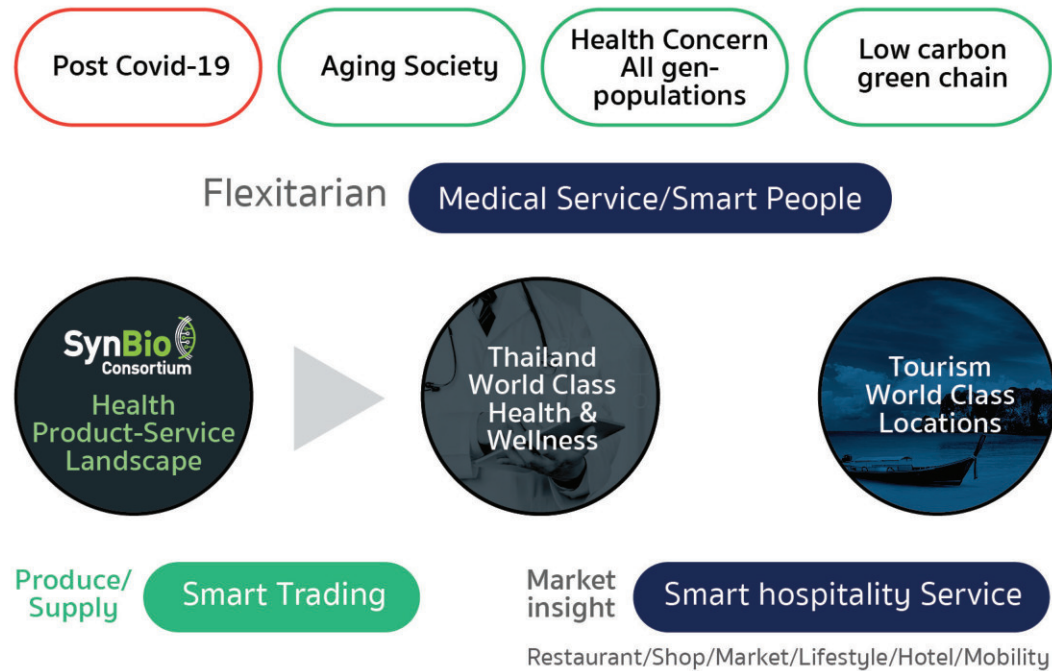 Post Covid-19
Aging Society
Health Concern
All gen-
populations
Low carbon
green chain
Flexitarian
Medical Service/Smart People
SynBio
Consortium
Health
Product-Service
Landscape
Thailand
World Class
Health &
Wellness
Tourism
World Class
Locations
Produce/
Supply
Smart Trading
Market
insight
Smart hospitality Service
Restaurant/Shop/Market/Lifestyle/Hotel/Mobility